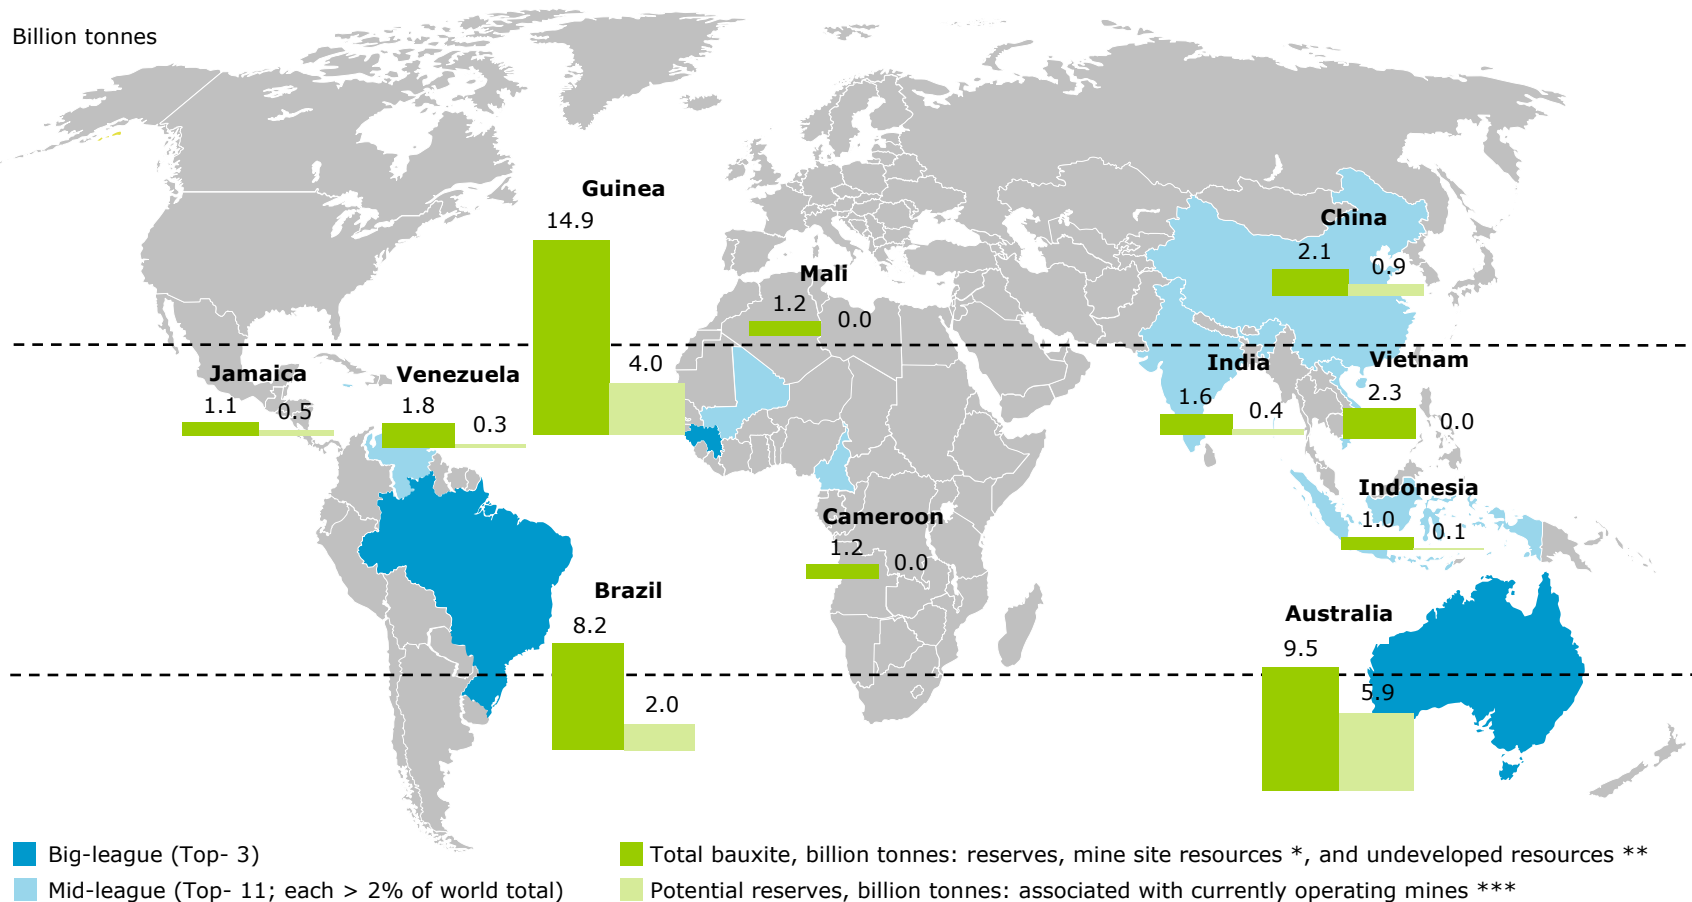 Billion tonnes
Guinea
14.9
4.0
China
2.1
0.9
Mali
1.2
0.0
Jamaica
1.1
0.5
Venezuela
1.8
0.3
India
1.6
0.4
Vietnam
2.3
0.0
Indonesia
1.0
0.1
Cameroon
1.2
0.0
Brazil
8.2
2.0
Australia
9.5
5.9
Big-league (Top- 3)
Mid-league (Top- 11; each > 2% of world total)
Total bauxite, billion tonnes: reserves, mine site resources *, and undeveloped resources **
Potential reserves, billion tonnes: associated with currently operating mines ***